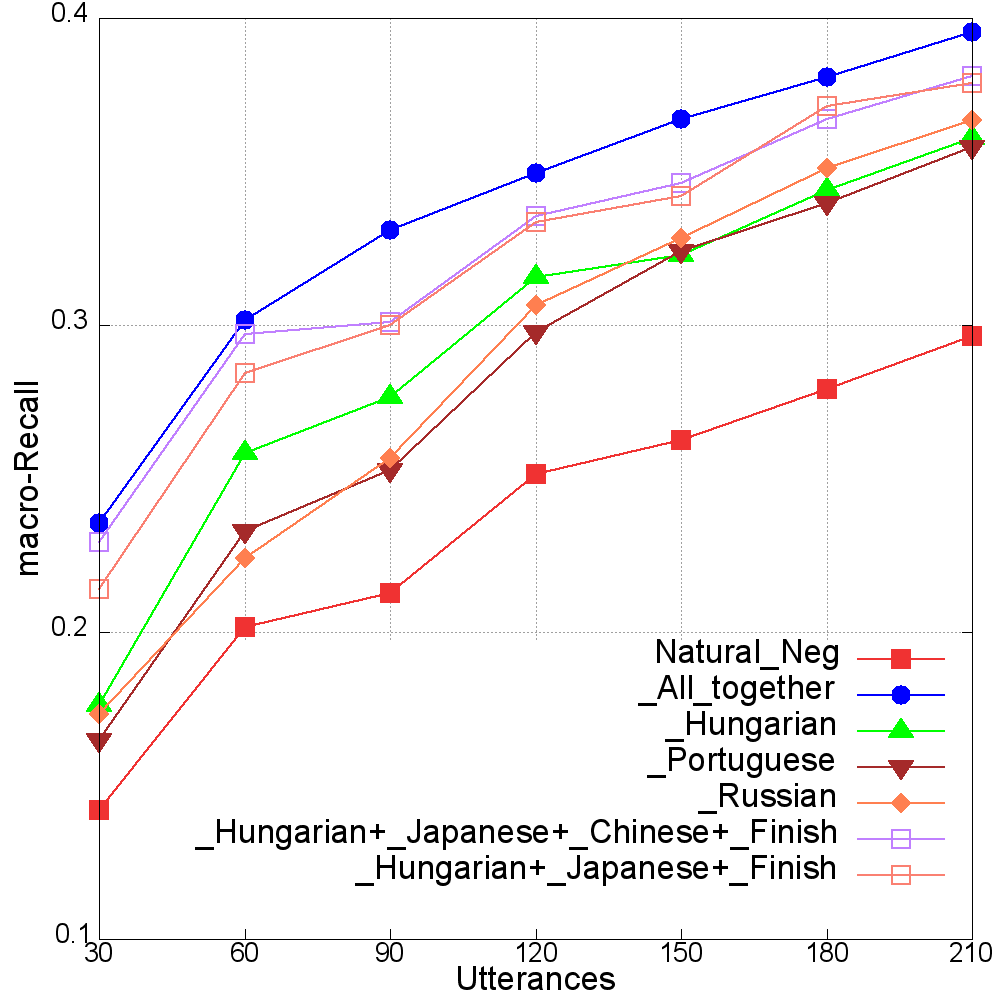 0.4
0.3
0.2
0.1
macro-Recall
Natural_Neg
_All_together
_Hungarian
_Portuguese
_Russian
_Hungarian+_Japanese+_Chinese+_Finish
_Hungarian+_Japanese+_Finish
30 60 90 120 150 180 210
Utterances